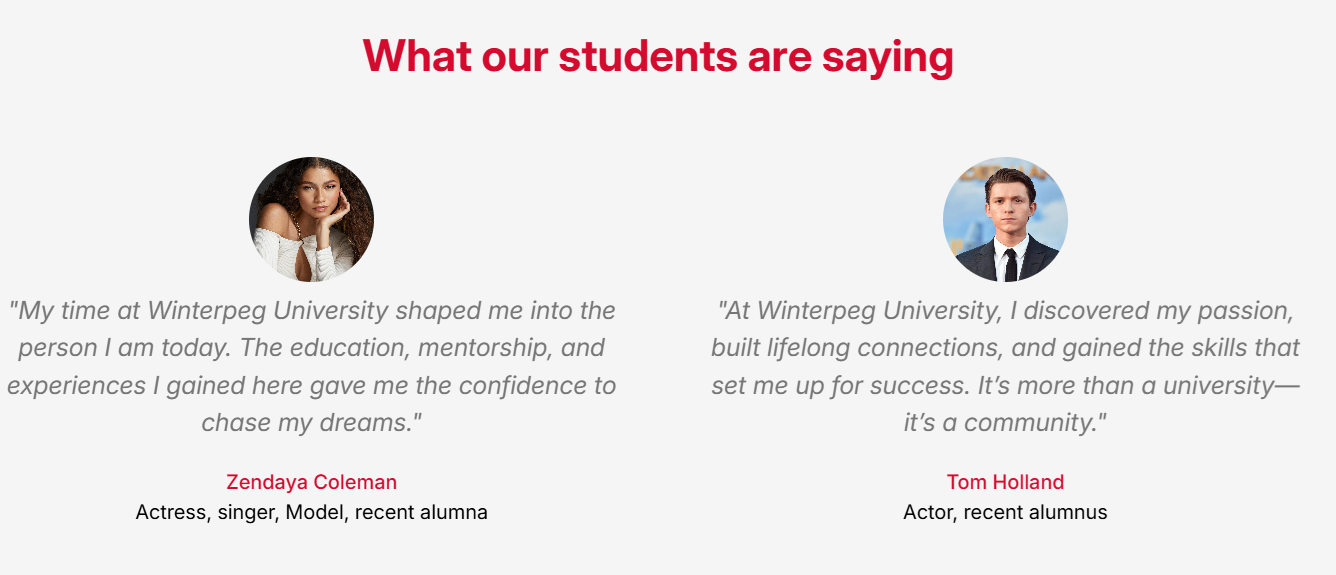 What our students are saying
"My time at Winterpeg University shaped me into the
person I am today. The education, mentorship, and
experiences I gained here gave me the confidence to
chase my dreams."
Zendaya Coleman
Actress, singer, Model, recent alumna
"At Winterpeg University, I discovered my passion,
built lifelong connections, and gained the skills that
set me up for success. It’s more than a university—
it’s a community."
Tom Holland
Actor, recent alumnus